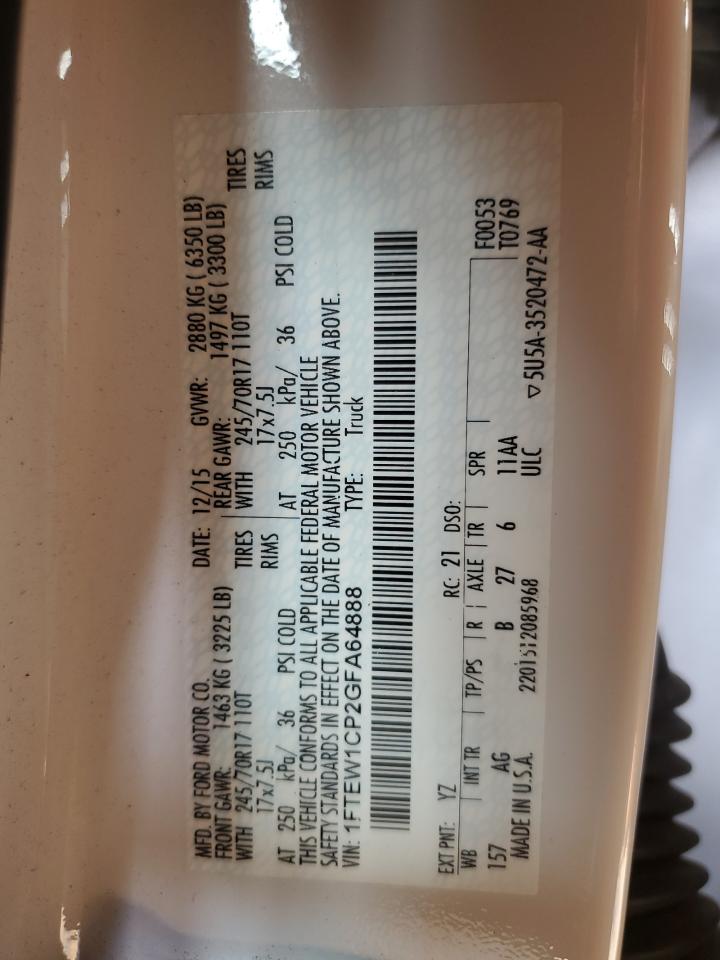 MFD. BY FORD MOTOR CO.
DATE: 12/15 GVWR: 2880 KG ( 6350 LB)
FRONT GAWR: 1463 KG ( 3225 LB) REAR GAWR: 1497 KG ( 3300 LB)
WITH 245/70R17 110T TIRES WITH 245/70R17 110T TIRES
17x7.5J RIMS 17x7.5J RIMS
AT 250 kPa/ 36 PSI COLD AT 250 kPa/ 36 PSI COLD
THIS VEHICLE CONFORMS TO ALL APPLICABLE FEDERAL MOTOR VEHICLE
SAFETY STANDARDS IN EFFECT ON THE DATE OF MANUFACTURE SHOWN ABOVE.
VIN: 1FTEW1CP2GFA64888 TYPE: Truck
EXT PNT: YZ RC: 21 DSO:
WB INT TR TP/PS R AXLE TR SPR F0053
157 AG B 27 6 11AA T0769
MADE IN U.S.A. ULC
▽5U5A-3520472-AA